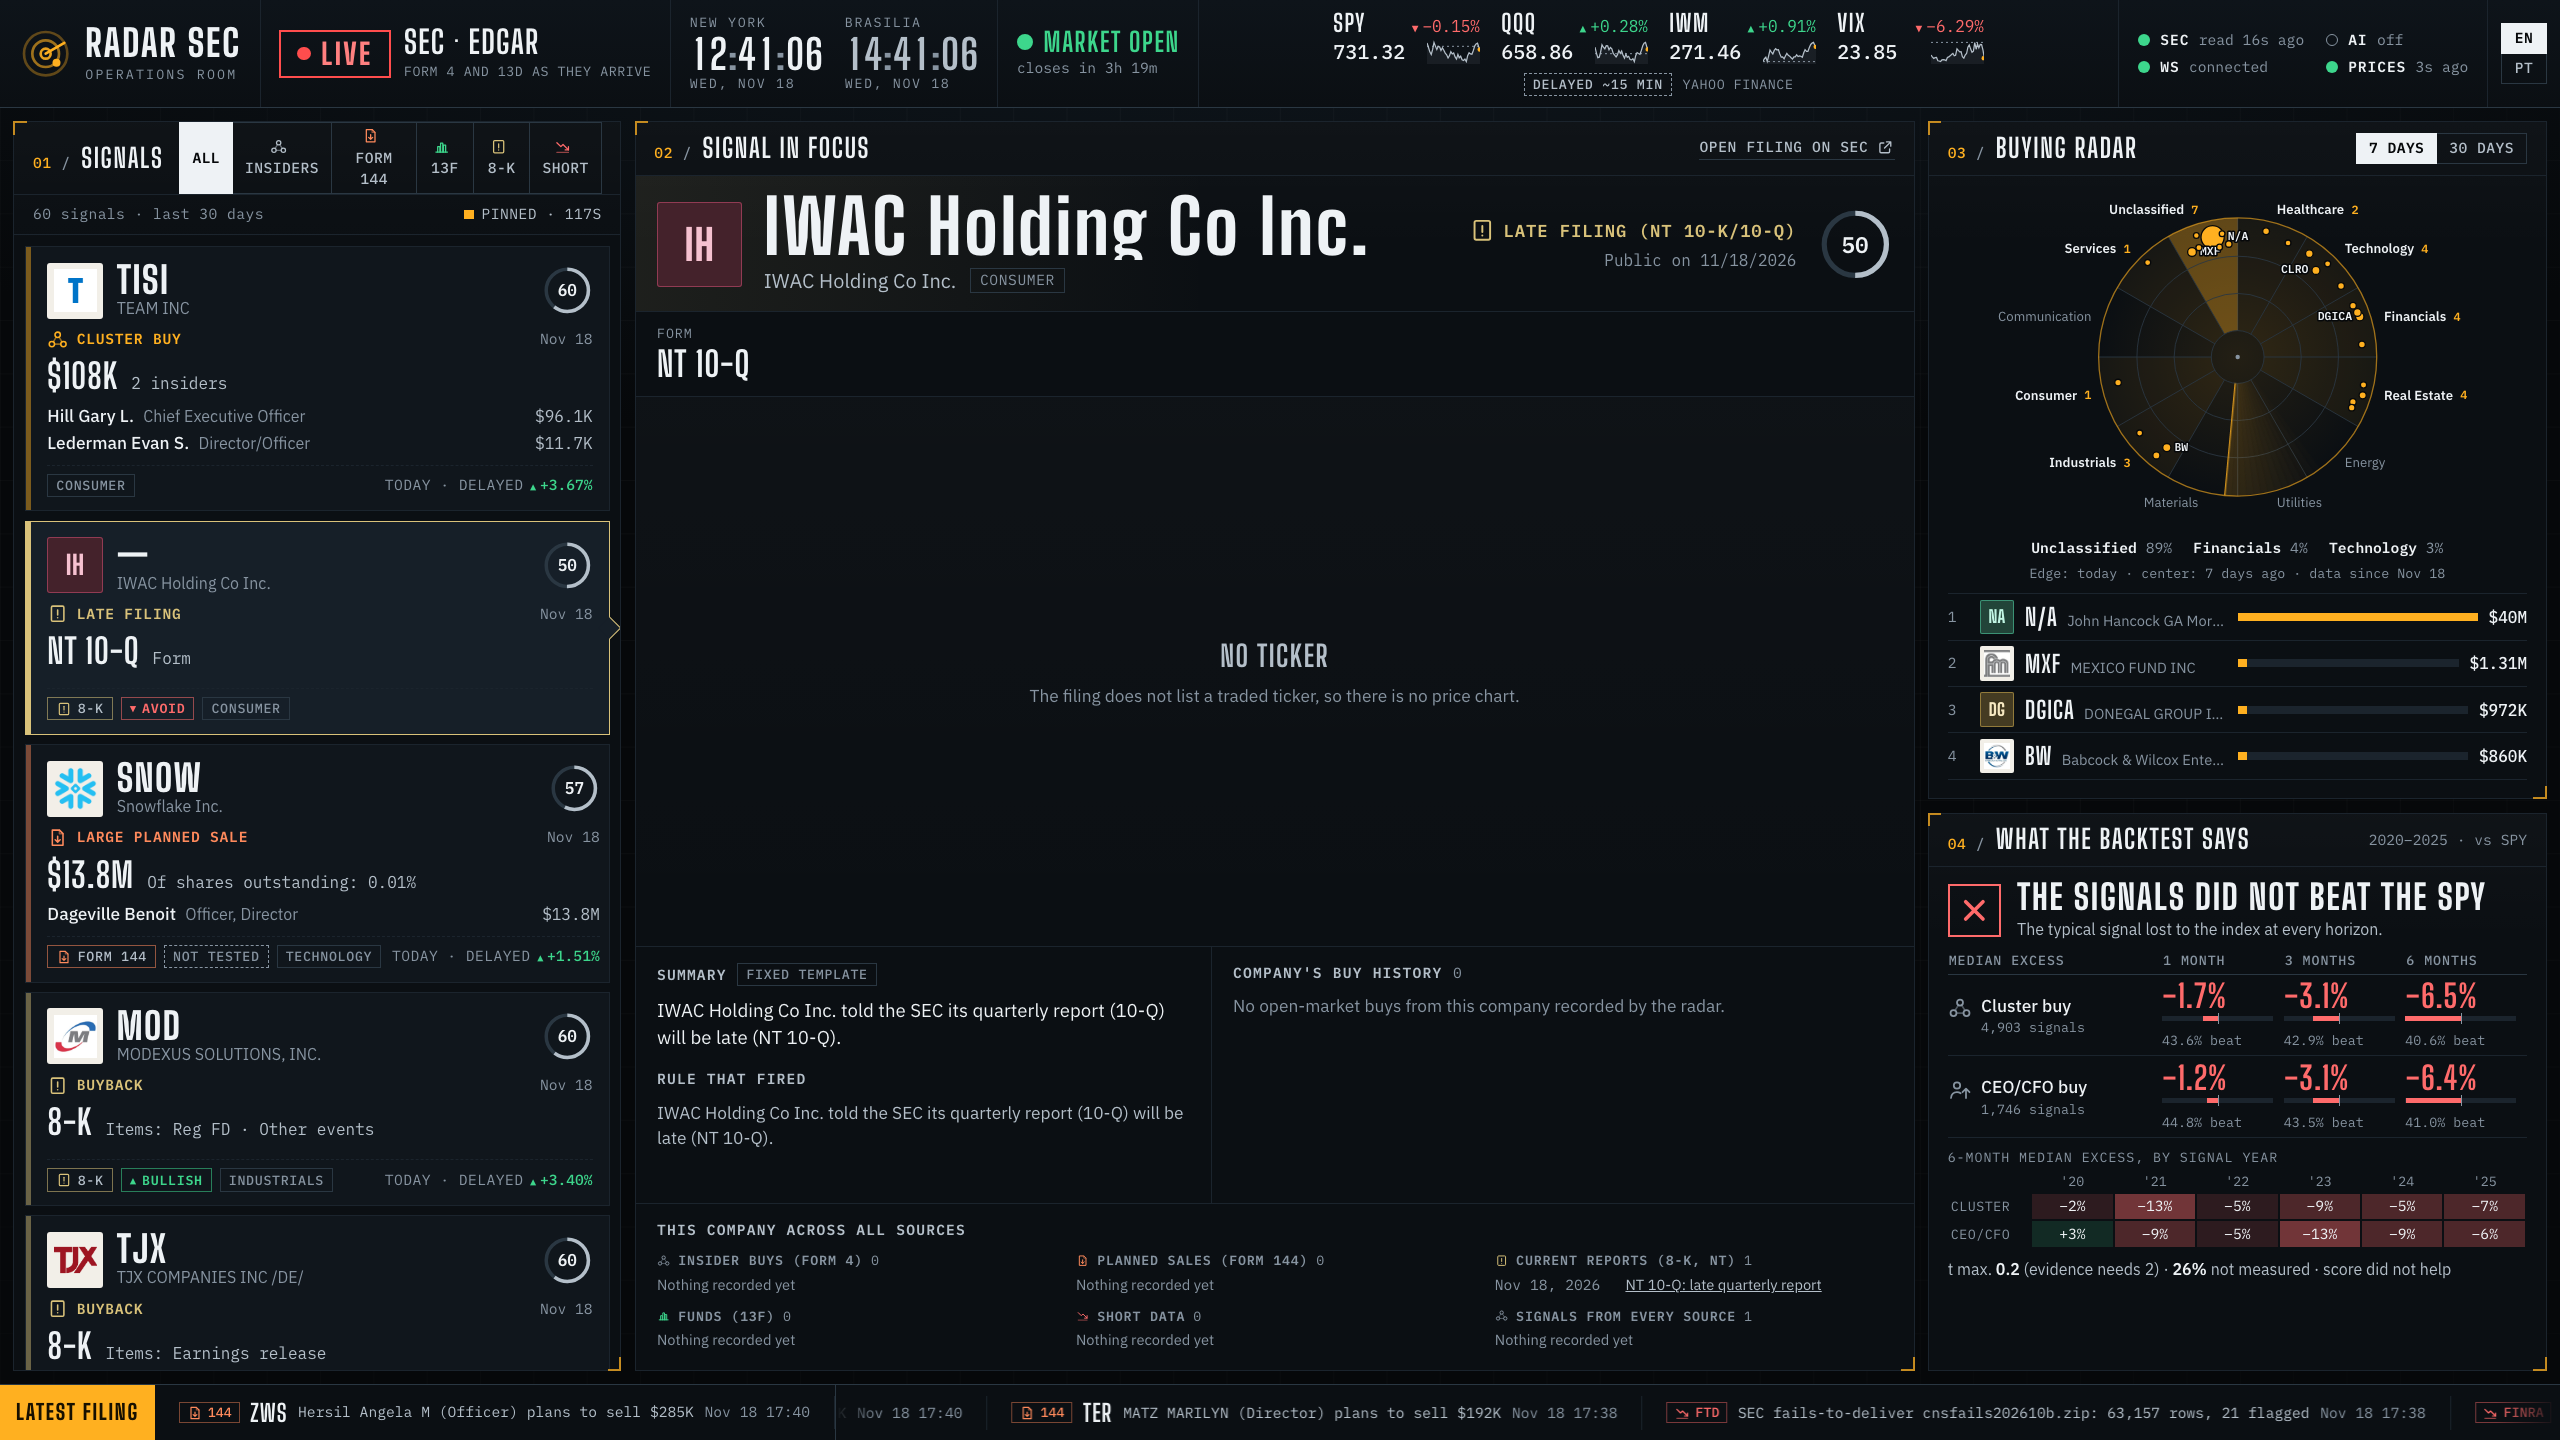 RADAR SEC
OPERATIONS ROOM
LIVE
SEC · EDGAR
FORM 4 AND 13D AS THEY ARRIVE
NEW YORK
12:41:06
WED, NOV 18
BRASILIA
14:41:06
WED, NOV 18
MARKET OPEN
closes in 3h 19m
SPY ▼−0.15%
731.32
QQQ ▲+0.28%
658.86
IWM ▲+0.91%
271.46
VIX ▼−6.29%
23.85
DELAYED ~15 MIN YAHOO FINANCE
SEC read 16s ago
AI off
WS connected
PRICES 3s ago
EN
PT
01 / SIGNALS
ALL
INSIDERS
FORM 144
13F
8-K
SHORT
60 signals · last 30 days
PINNED · 117S
T
TISI
TEAM INC
60
CLUSTER BUY
Nov 18
$108K 2 insiders
Hill Gary L. Chief Executive Officer $96.1K
Lederman Evan S. Director/Officer $11.7K
CONSUMER
TODAY · DELAYED ▲+3.67%
IH
—
IWAC Holding Co Inc.
50
LATE FILING
Nov 18
NT 10-Q Form
8-K
▼ AVOID
CONSUMER
SNOW
Snowflake Inc.
57
LARGE PLANNED SALE
Nov 18
$13.8M Of shares outstanding: 0.01%
Dageville Benoit Officer, Director $13.8M
FORM 144
NOT TESTED
TECHNOLOGY
TODAY · DELAYED ▲+1.51%
M
MOD
MODEXUS SOLUTIONS, INC.
60
BUYBACK
Nov 18
8-K Items: Reg FD · Other events
8-K
▲ BULLISH
INDUSTRIALS
TODAY · DELAYED ▲+3.40%
TJX
TJX
TJX COMPANIES INC /DE/
60
BUYBACK
Nov 18
8-K Items: Earnings release
02 / SIGNAL IN FOCUS
OPEN FILING ON SEC
IH
IWAC Holding Co Inc.
IWAC Holding Co Inc.
CONSUMER
LATE FILING (NT 10-K/10-Q)
Public on 11/18/2026
50
FORM
NT 10-Q
NO TICKER
The filing does not list a traded ticker, so there is no price chart.
SUMMARY FIXED TEMPLATE
IWAC Holding Co Inc. told the SEC its quarterly report (10-Q)
will be late (NT 10-Q).
RULE THAT FIRED
IWAC Holding Co Inc. told the SEC its quarterly report (10-Q) will be
late (NT 10-Q).
COMPANY'S BUY HISTORY 0
No open-market buys from this company recorded by the radar.
THIS COMPANY ACROSS ALL SOURCES
INSIDER BUYS (FORM 4) 0
Nothing recorded yet
PLANNED SALES (FORM 144) 0
Nothing recorded yet
CURRENT REPORTS (8-K, NT) 1
Nov 18, 2026 NT 10-Q: late quarterly report
FUNDS (13F) 0
Nothing recorded yet
SHORT DATA 0
Nothing recorded yet
SIGNALS FROM EVERY SOURCE 1
Nothing recorded yet
03 / BUYING RADAR
7 DAYS
30 DAYS
Unclassified 7
Healthcare 2
Services 1
Technology 4
Communication
Financials 4
Consumer 1
Real Estate 4
Industrials 3
Energy
Materials
Utilities
N/A
MXF
CLRO
DGICA
BW
Unclassified 89% Financials 4% Technology 3%
Edge: today · center: 7 days ago · data since Nov 18
1 NA N/A John Hancock GA Mor… $40M
2 MXF MEXICO FUND INC $1.31M
3 DG DGICA DONEGAL GROUP I… $972K
4 BW BW Babcock & Wilcox Ente… $860K
04 / WHAT THE BACKTEST SAYS
2020–2025 · vs SPY
THE SIGNALS DID NOT BEAT THE SPY
The typical signal lost to the index at every horizon.
MEDIAN EXCESS 1 MONTH 3 MONTHS 6 MONTHS
Cluster buy
4,903 signals
−1.7% −3.1% −6.5%
43.6% beat 42.9% beat 40.6% beat
CEO/CFO buy
1,746 signals
−1.2% −3.1% −6.4%
44.8% beat 43.5% beat 41.0% beat
6-MONTH MEDIAN EXCESS, BY SIGNAL YEAR
'20 '21 '22 '23 '24 '25
CLUSTER −2% −13% −5% −9% −5% −7%
CEO/CFO +3% −9% −5% −13% −9% −6%
t max. 0.2 (evidence needs 2) · 26% not measured · score did not help
LATEST FILING
144 ZWS Hersil Angela M (Officer) plans to sell $285K Nov 18 17:40
K Nov 18 17:40
144 TER MATZ MARILYN (Director) plans to sell $192K Nov 18 17:38
FTD SEC fails-to-deliver cnsfails202610b.zip: 63,157 rows, 21 flagged Nov 18 17:38
FINRA